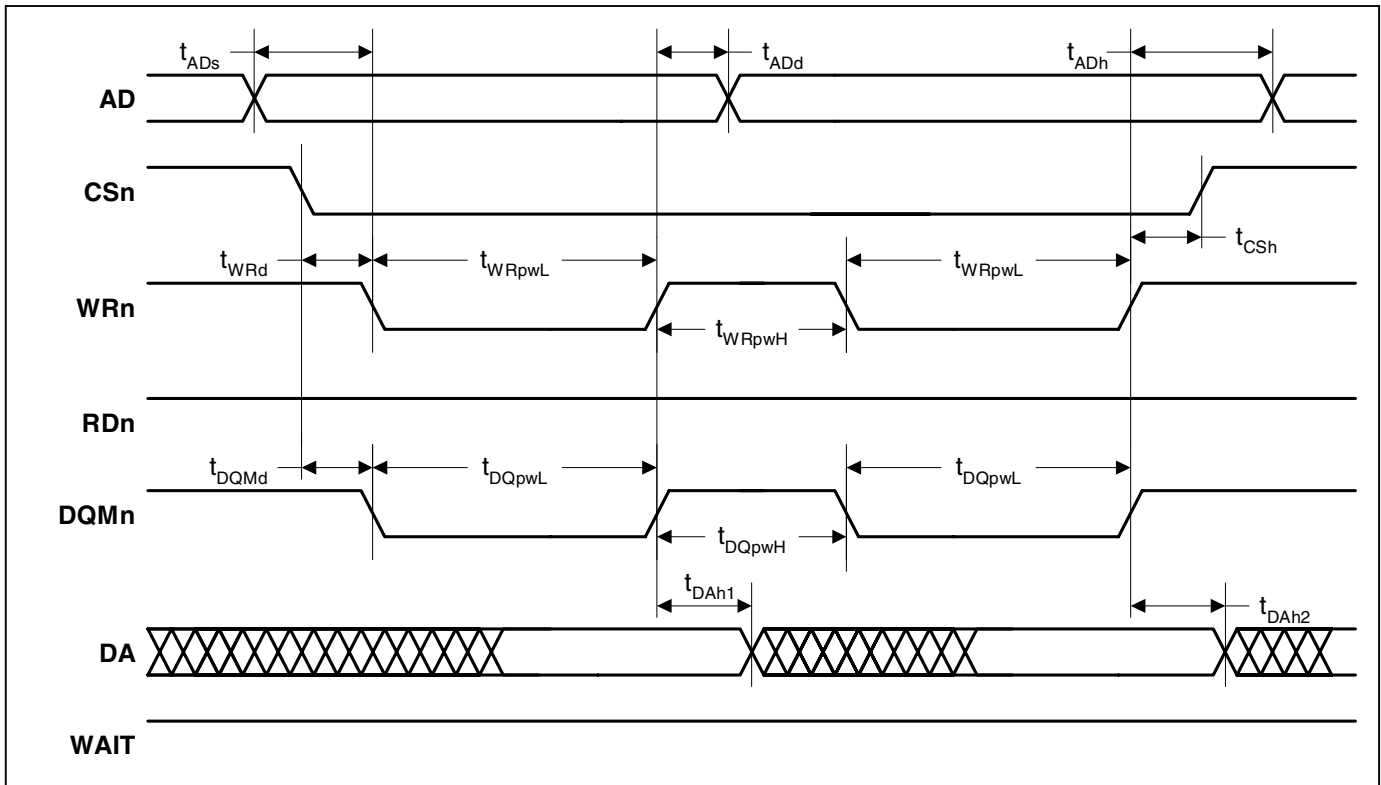 tADs
tADd
tADh
AD
CSn
tWRd
tWRpwL
tWRpwL
tCSh
WRn
tWRpwH
RDn
tDQMd
tDQpwL
tDQpwL
DQMn
tDQpwH
tDAh1
tDAh2
DA
WAIT